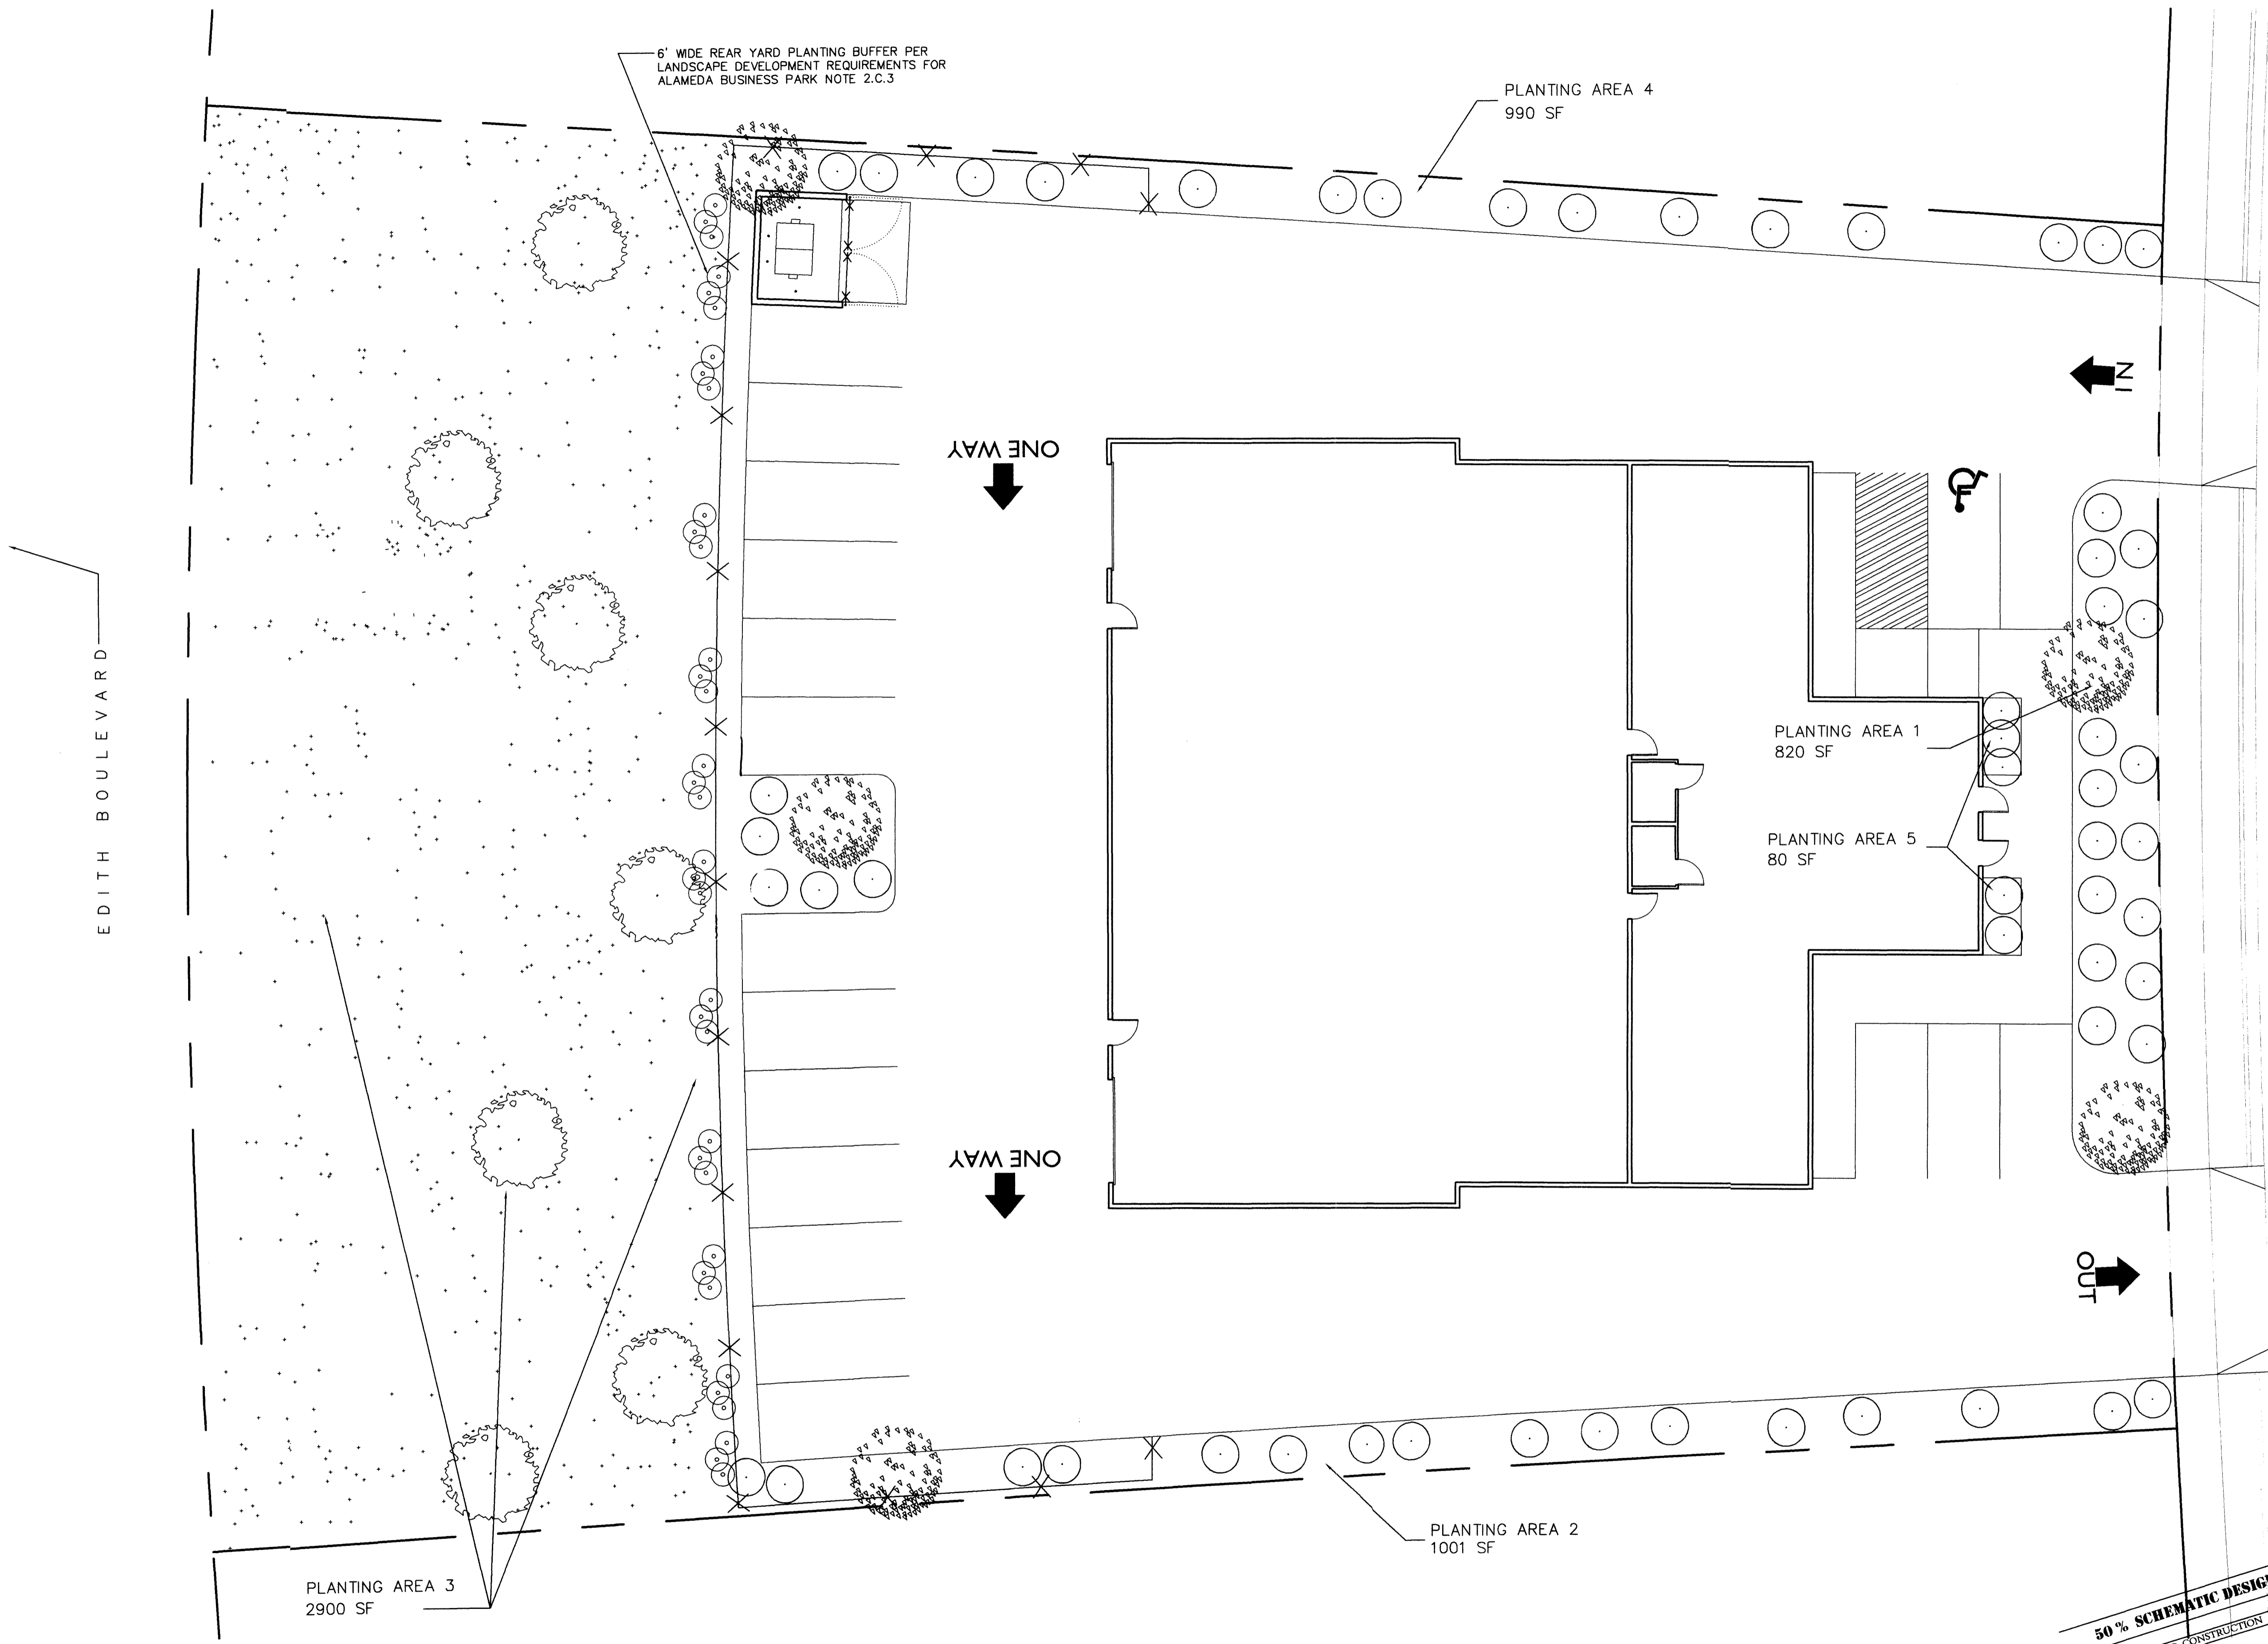 6' WIDE REAR YARD PLANTING BUFFER PER
LANDSCAPE DEVELOPMENT REQUIREMENTS FOR
ALAMEDA BUSINESS PARK NOTE 2.C.3
PLANTING AREA 4
990 SF
IN
ONE WAY
EDITH BOULEVARD
PLANTING AREA 1
820 SF
PLANTING AREA 5
80 SF
ONE WAY
OUT
PLANTING AREA 2
1001 SF
PLANTING AREA 3
2900 SF
50% SCHEMATIC
CONSTRUCTION